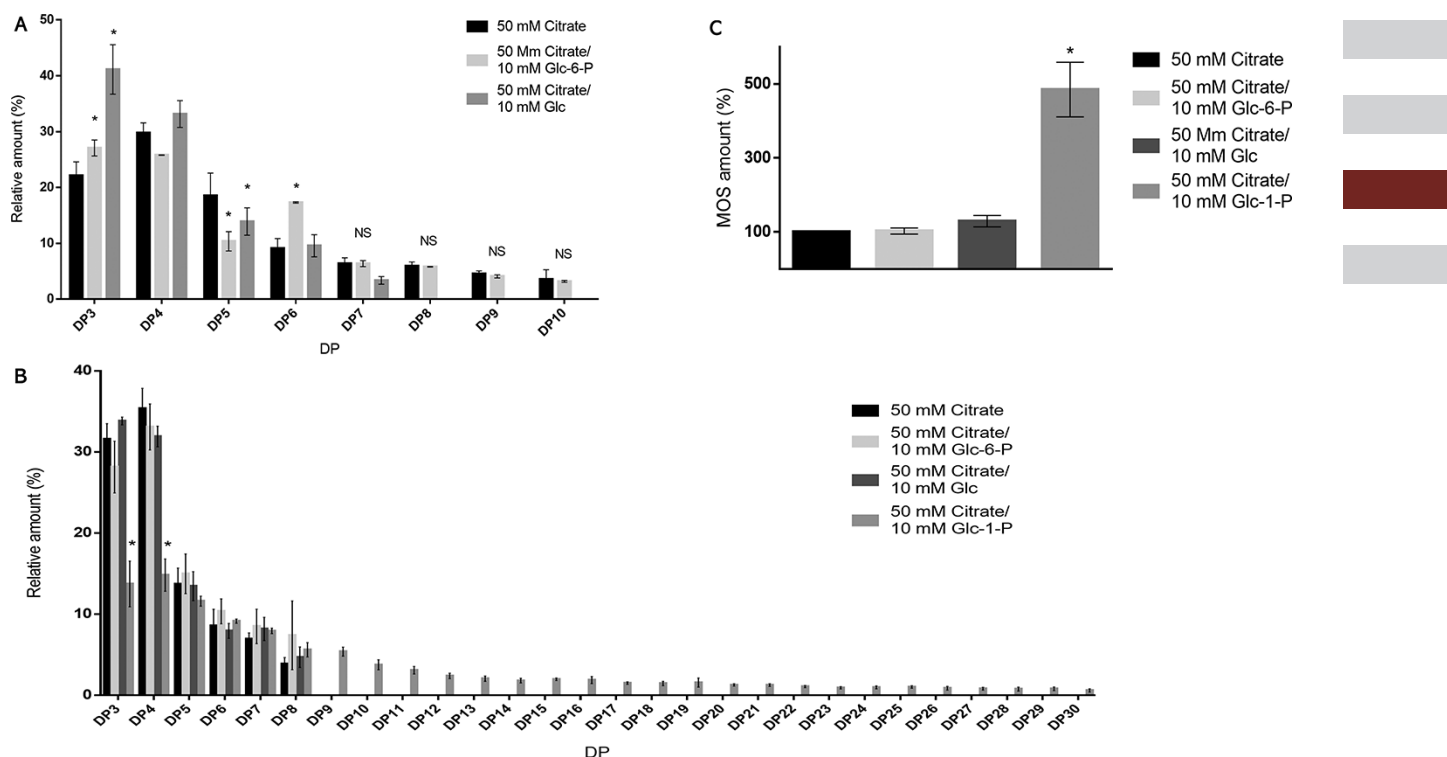 A
50
40
30
20
10
0
Relative amount (%)
*
*
*
*
*
NS
NS
NS
NS
DP3
DP4
DP5
DP6
DP7
DP8
DP9
DP10
DP
50 mM Citrate
50 Mm Citrate/
10 mM Glc-6-P
50 mM Citrate/
10 mM Glc
C
500
300
100
MOS amount (%)
*
50 mM Citrate
50 mM Citrate/
10 mM Glc-6-P
50 Mm Citrate/
10 mM Glc
50 mM Citrate/
10 mM Glc-1-P
B
40
30
20
10
0
Relative amount (%)
*
*
DP3
DP4
DP5
DP6
DP7
DP8
DP9
DP10
DP11
DP12
DP13
DP14
DP15
DP16
DP17
DP18
DP19
DP20
DP21
DP22
DP23
DP24
DP25
DP26
DP27
DP28
DP29
DP30
DP
50 mM Citrate
50 mM Citrate/
10 mM Glc-6-P
50 mM Citrate/
10 mM Glc
50 mM Citrate/
10 mM Glc-1-P